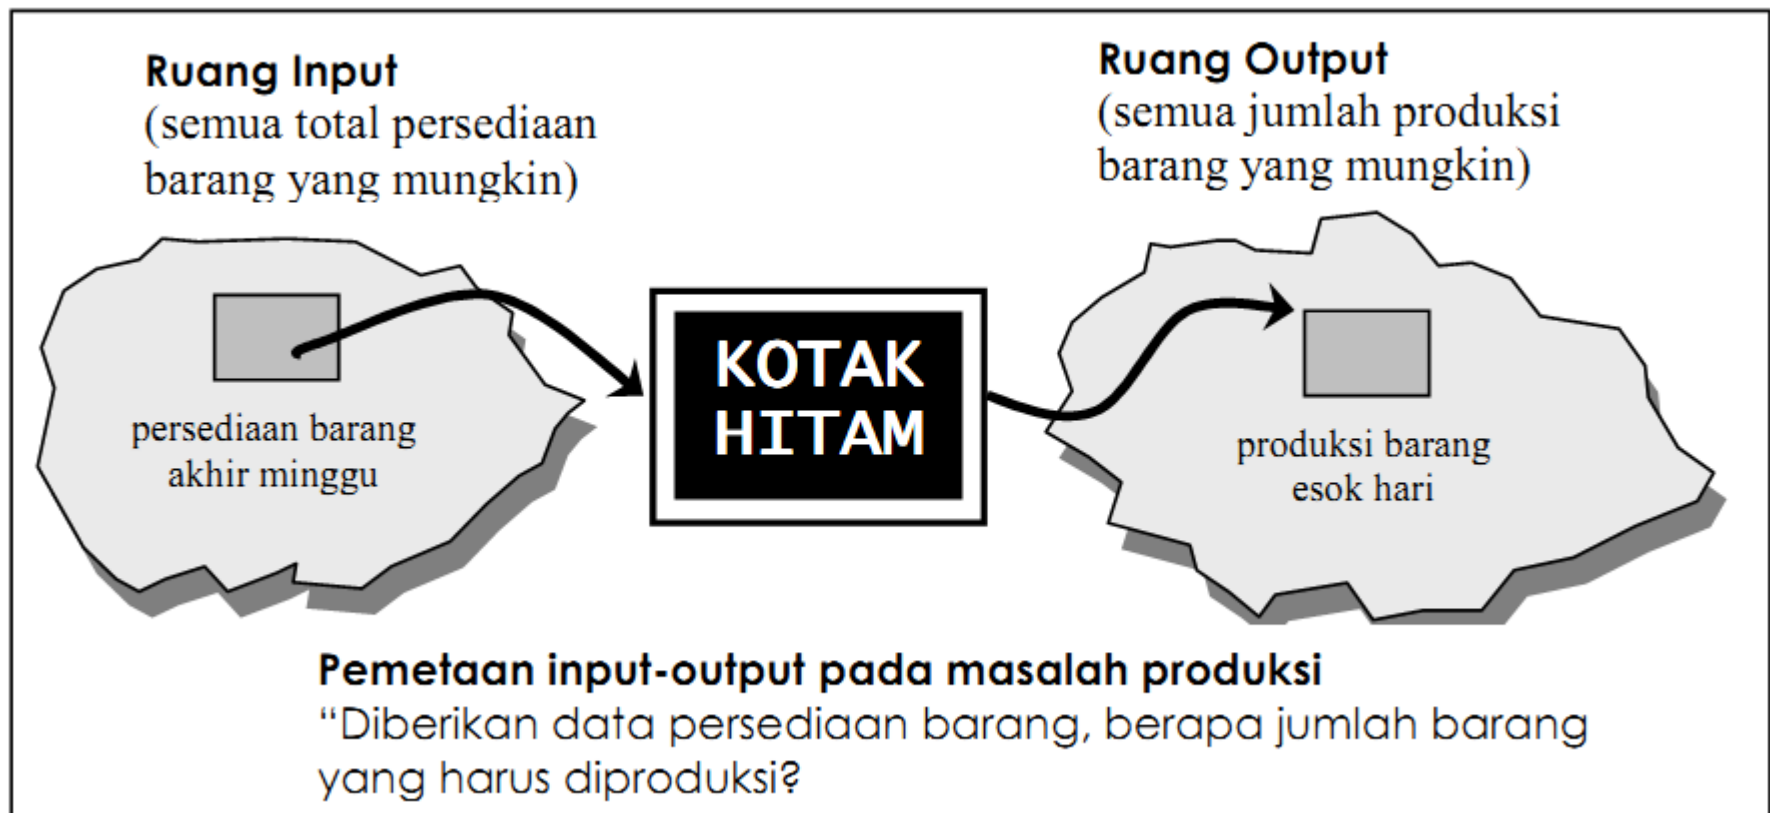 Ruang Input
(semua total persediaan
barang yang mungkin)
Ruang Output
(semua jumlah produksi
barang yang mungkin)
persediaan barang
akhir minggu
KOTAK
HITAM
produksi barang
esok hari
Pemetaan input-output pada masalah produksi
“Diberikan data persediaan barang, berapa jumlah barang
yang harus diproduksi?